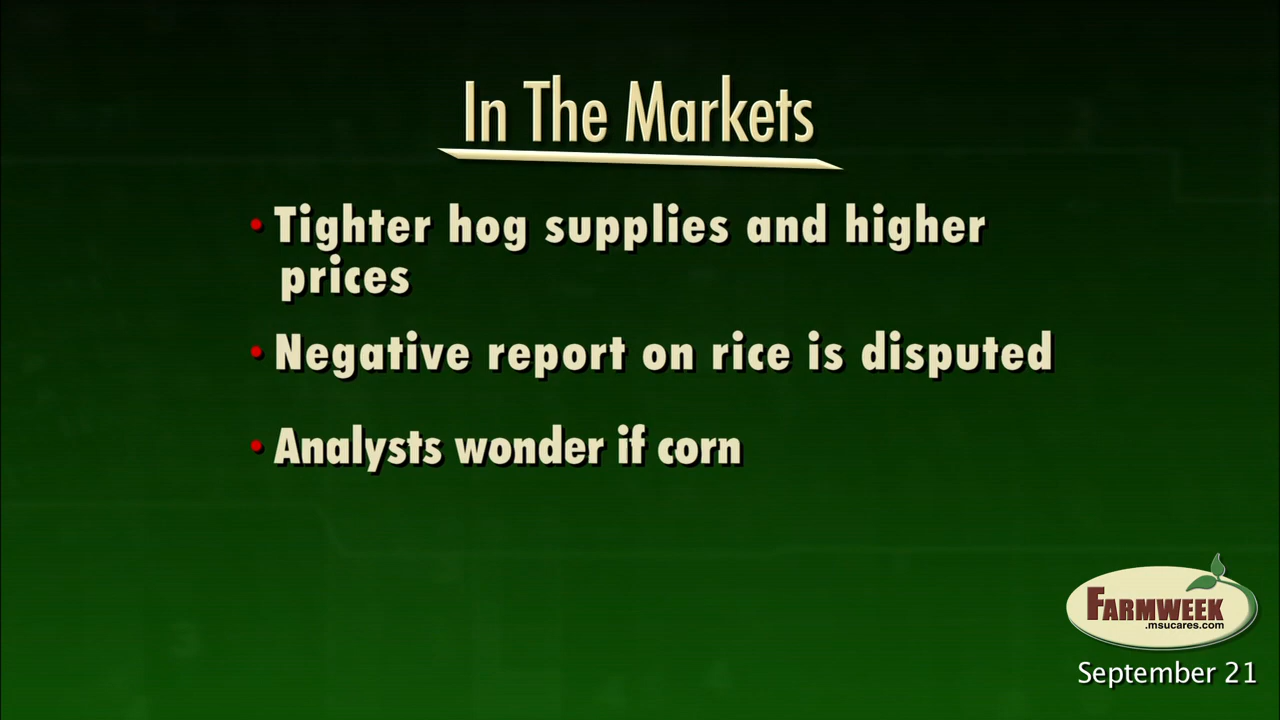 In The Markets
• Tighter hog supplies and higher
prices
• Negative report on rice is disputed
• Analysts wonder if corn
FARMWEEK
.msucares.com
September 21